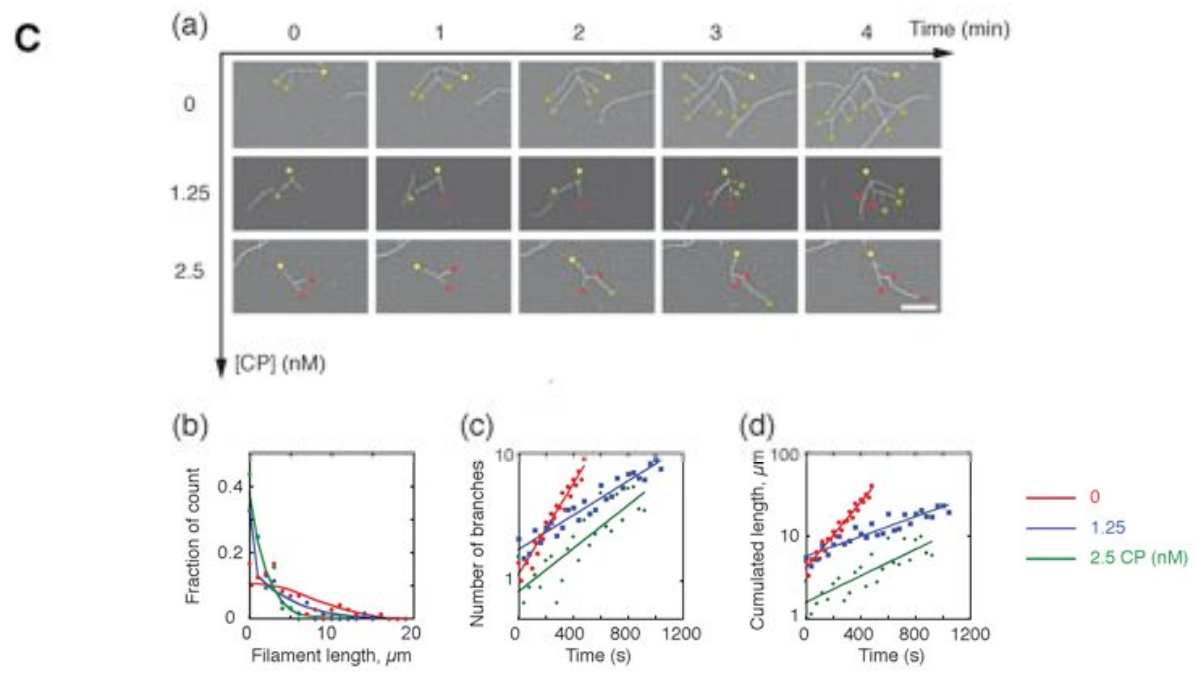 C
(a)
0 1 2 3 4 Time (min)
0
1.25
2.5
[CP] (nM)
(b)
Fraction of count
0.4
0.2
0
0 10 20
Filament length, µm
(c)
Number of branches
10
1
0 400 800 1200
Time (s)
(d)
Cumulated length, µm
100
10
1
0 400 800 1200
Time (s)
0
1.25
2.5 CP (nM)